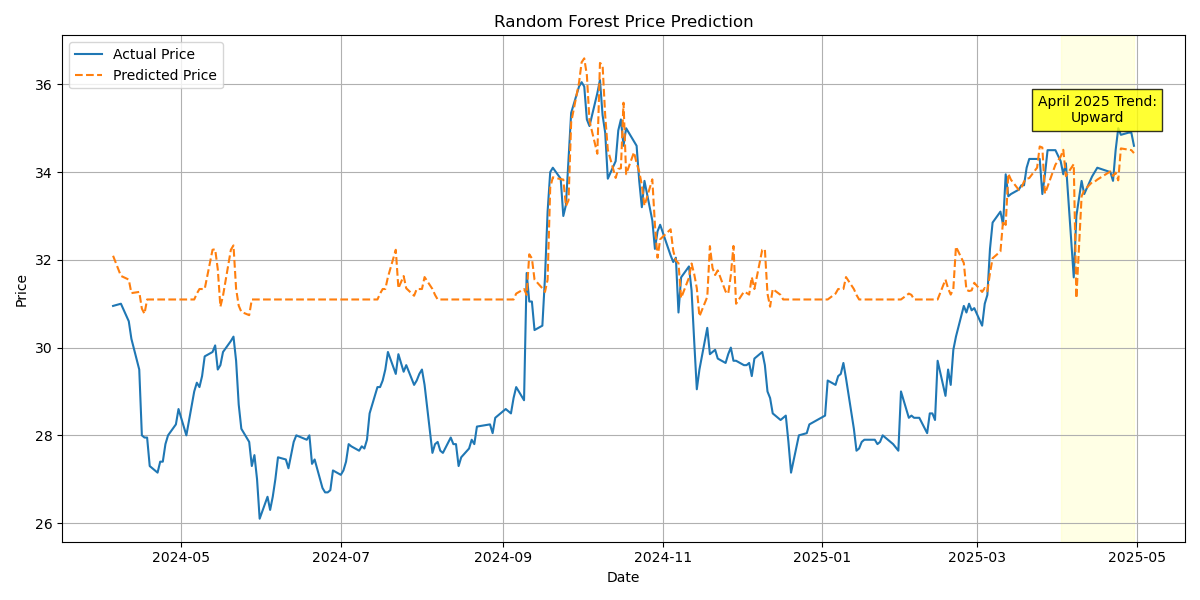 Random Forest Price Prediction
Actual Price
Predicted Price
April 2025 Trend:
Upward
36
34
32
30
28
26
Price
2024-05 2024-07 2024-09 2024-11 2025-01 2025-03 2025-05
Date